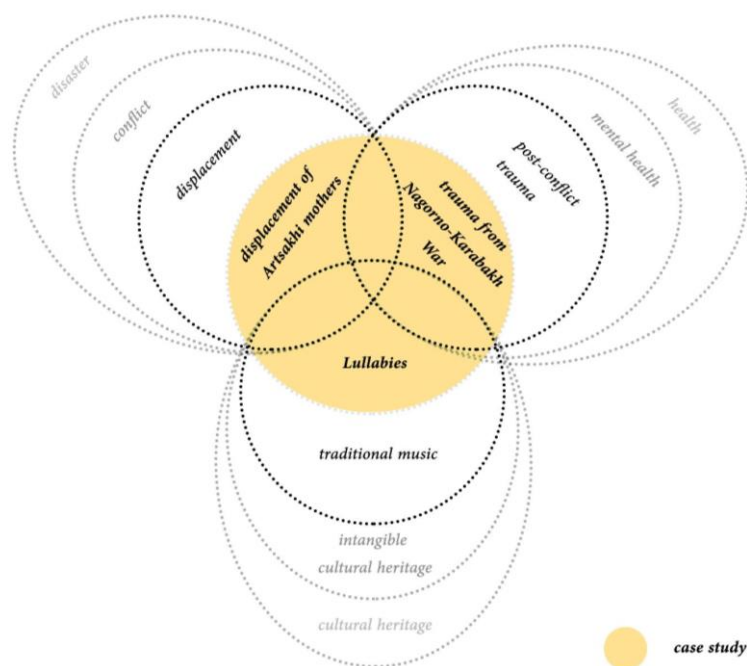 disaster
conflict
displacement
displacement of
Artsakhi mothers
health
mental health
post-conflict
trauma
trauma from
Nagorno-Karabakh
War
Lullabies
traditional music
intangible
cultural heritage
cultural heritage
case study